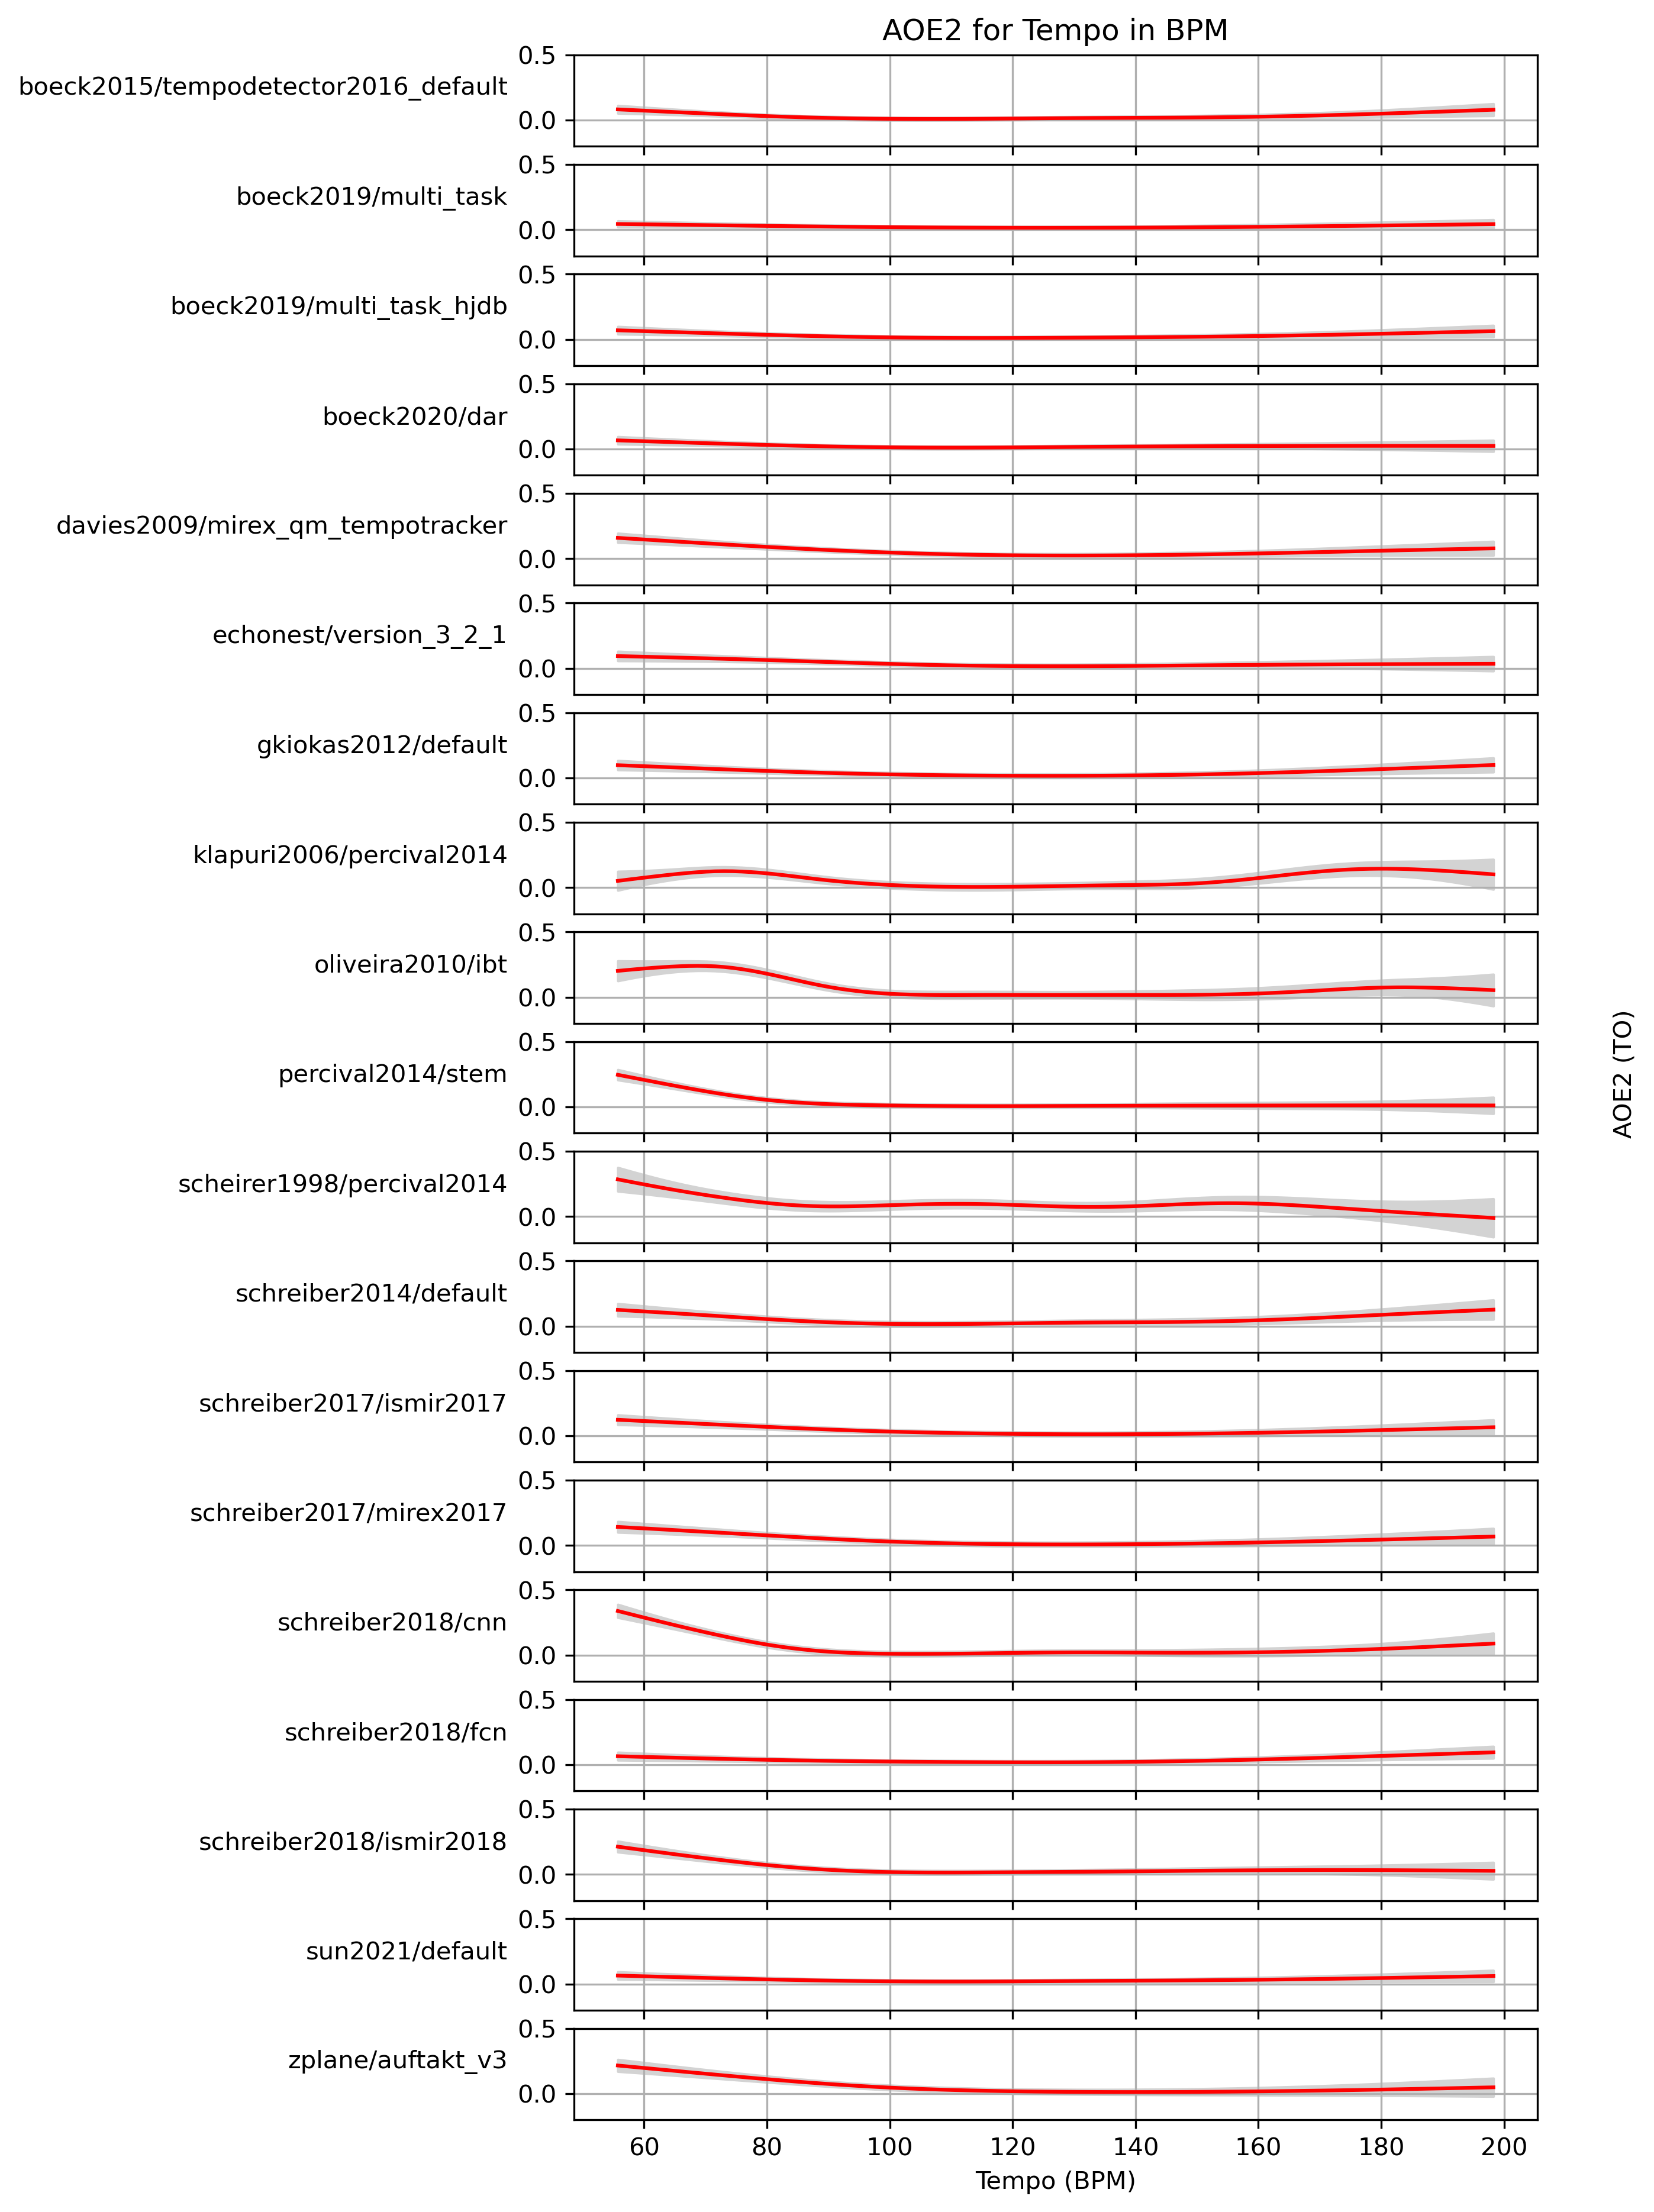 AOE2 for Tempo in BPM
0.5
boeck2015/tempodetector2016_default
0.0
0.5
boeck2019/multi_task
0.0
0.5
boeck2019/multi_task_hjdb
0.0
0.5
boeck2020/dar
0.0
0.5
davies2009/mirex_qm_tempotracker
0.0
0.5
echonest/version_3_2_1
0.0
0.5
gkiokas2012/default
0.0
0.5
klapuri2006/percival2014
0.0
0.5
oliveira2010/ibt
0.0
0.5
percival2014/stem
0.0
AOE2 (TO)
0.5
scheirer1998/percival2014
0.0
0.5
schreiber2014/default
0.0
0.5
schreiber2017/ismir2017
0.0
0.5
schreiber2017/mirex2017
0.0
0.5
schreiber2018/cnn
0.0
0.5
schreiber2018/fcn
0.0
0.5
schreiber2018/ismir2018
0.0
0.5
sun2021/default
0.0
0.5
zplane/auftakt_v3
0.0
60 80 100 120 140 160 180 200
Tempo (BPM)